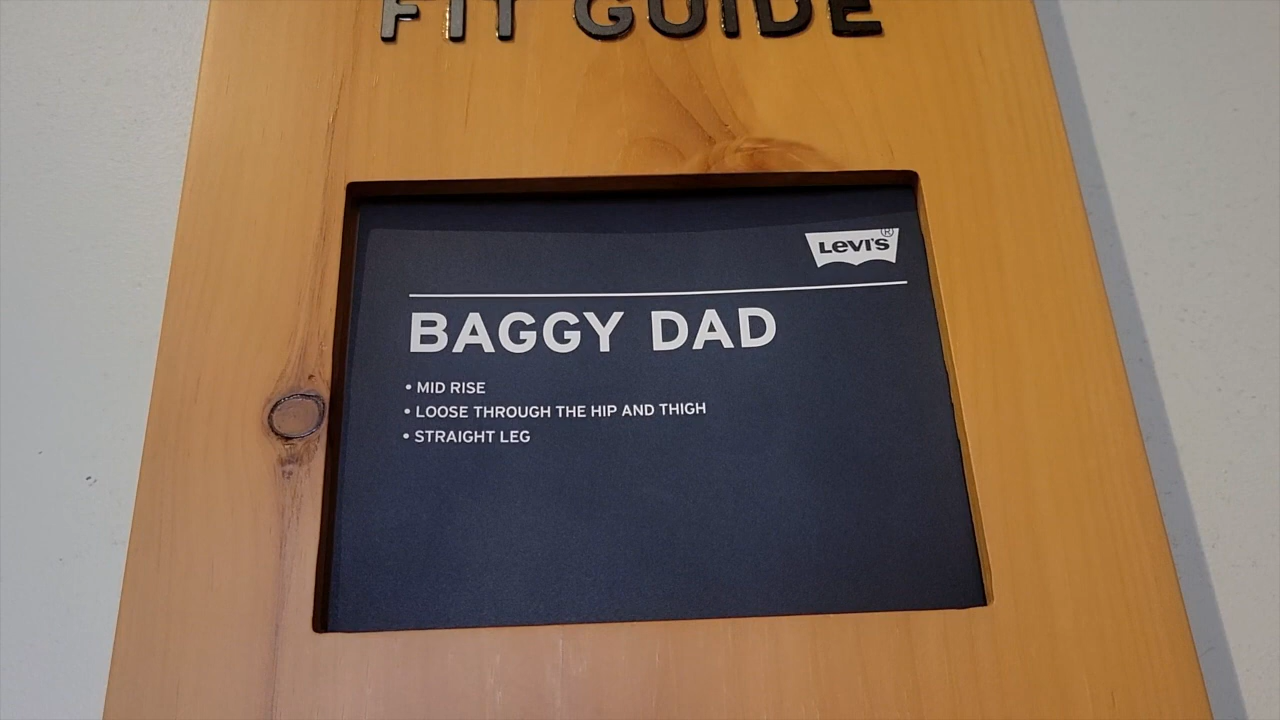 FIT GUIDE
LEVI'S®
BAGGY DAD
• MID RISE
• LOOSE THROUGH THE HIP AND THIGH
• STRAIGHT LEG